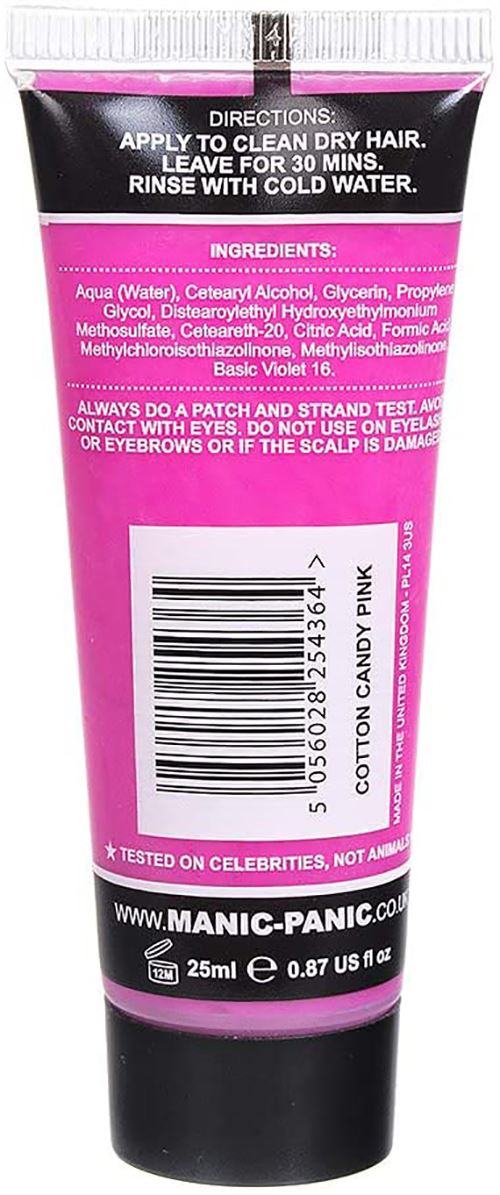 DIRECTIONS:
APPLY TO CLEAN DRY HAIR.
LEAVE FOR 30 MINS.
RINSE WITH COLD WATER.
INGREDIENTS:
Aqua (Water), Cetearyl Alcohol, Glycerin, Propylene
Glycol, Distearoylethyl Hydroxyethylmonium
Methosulfate, Ceteareth-20, Citric Acid, Formic Acid,
Methylchloroisothiazolinone, Methylisothiazolinone,
Basic Violet 16.
ALWAYS DO A PATCH AND STRAND TEST. AVOI
CONTACT WITH EYES. DO NOT USE ON EYELAS
OR EYEBROWS OR IF THE SCALP IS DAMAGED
5 056028 254364 >
COTTON CANDY PINK
MADE IN THE UNITED KINGDOM - PL14 3US
★ TESTED ON CELEBRITIES, NOT ANIMALS
WWW.MANIC-PANIC.CO.UK
12M 25ml e 0.87 US fl oz